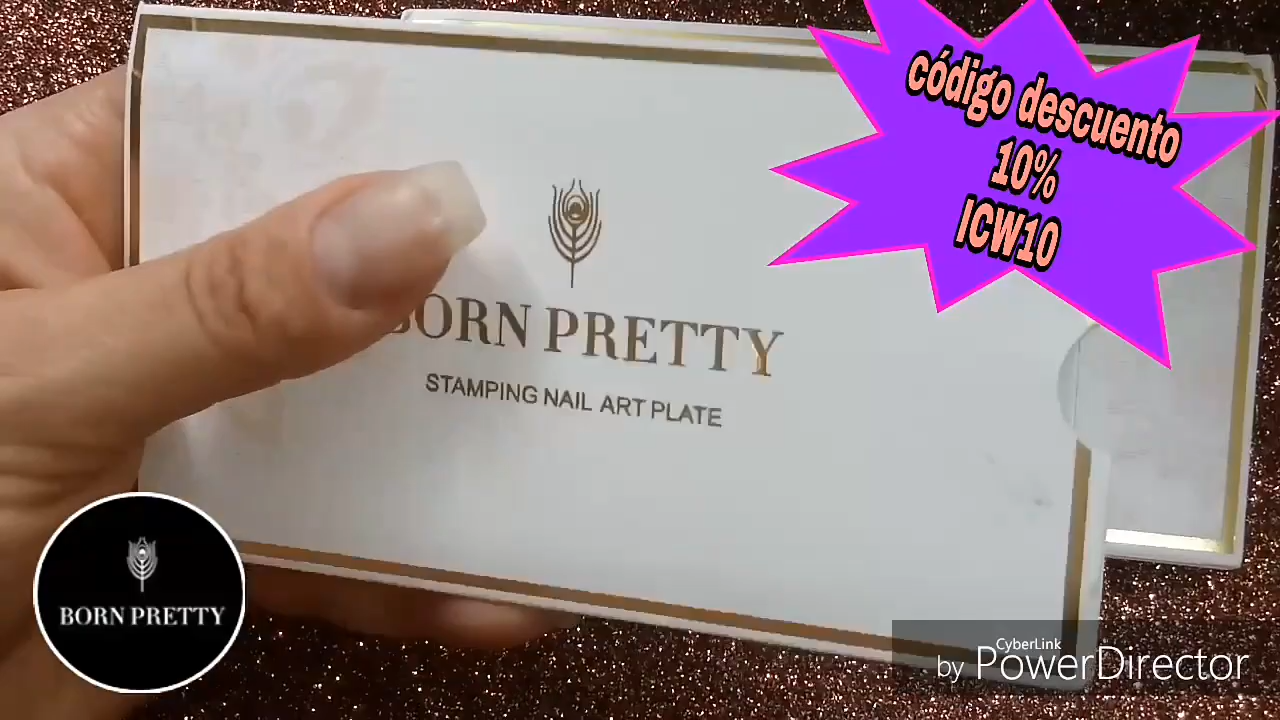 código descuento
10%
ICW10
BORN PRETTY
STAMPING NAIL ART PLATE
BORN PRETTY
CyberLink
by PowerDirector